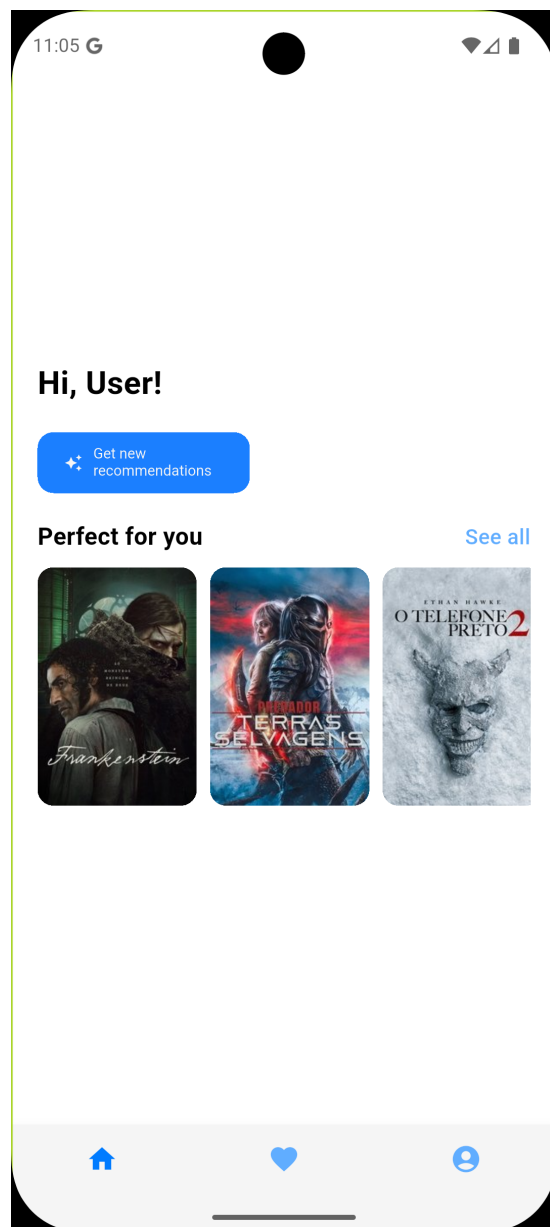 11:05 G
Hi, User!
Get new
recommendations
Perfect for you
See all
Frankenstein
PREDADOR
TERRAS
SELVAGENS
ETHAN HAWKE
O TELEFONE
PRETO 2